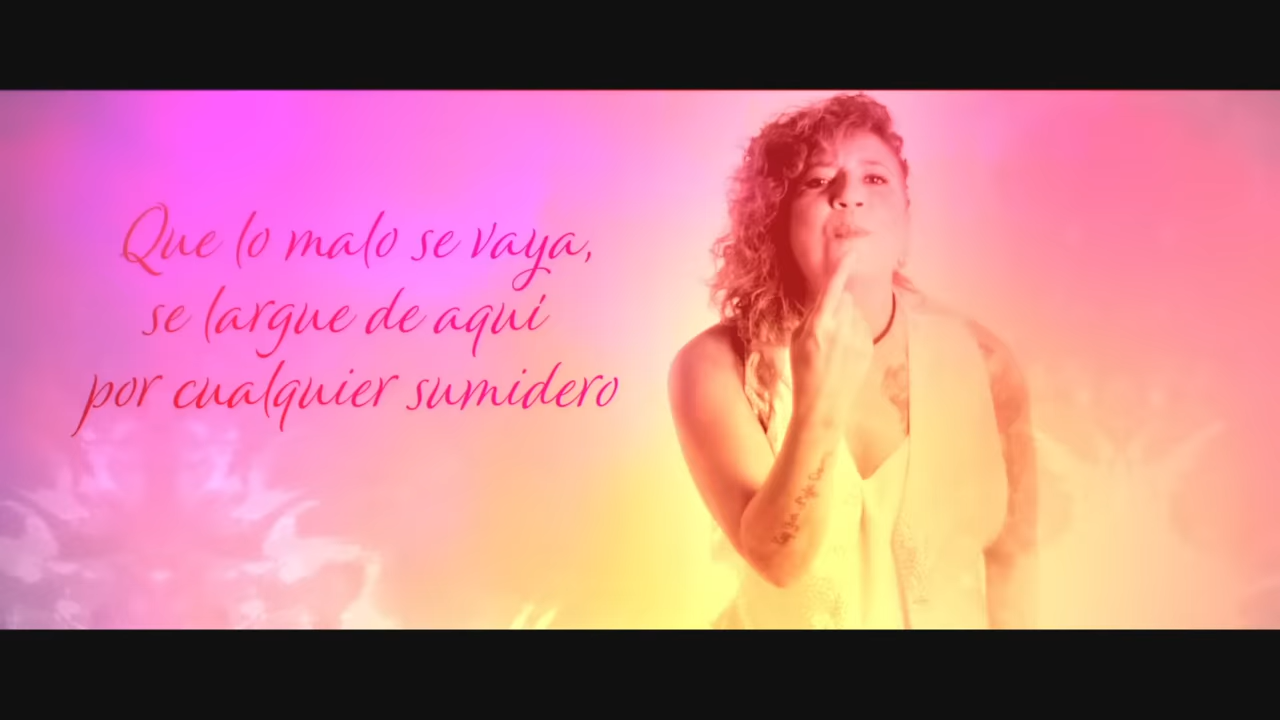 Que lo malo se vaya,
se largue de aquí
por cualquier sumidero